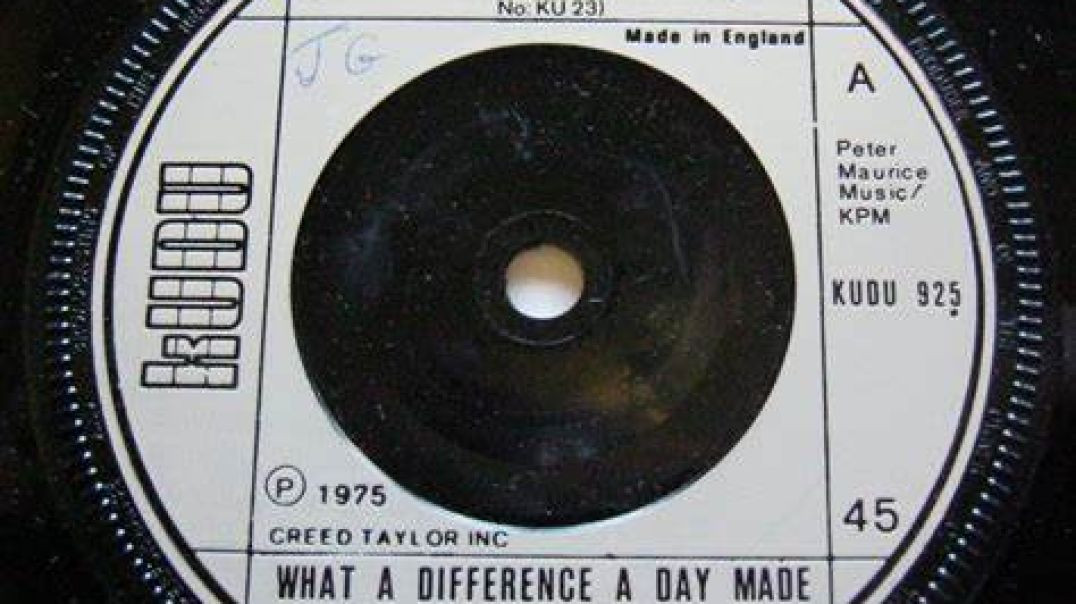 No: KU 23)
Made in England
J G
A
Peter
Maurice
Music/
KPM
KUDU
KUDU 925
Ⓟ 1975
CREED TAYLOR INC
45
WHAT A DIFFERENCE A DAY MADE